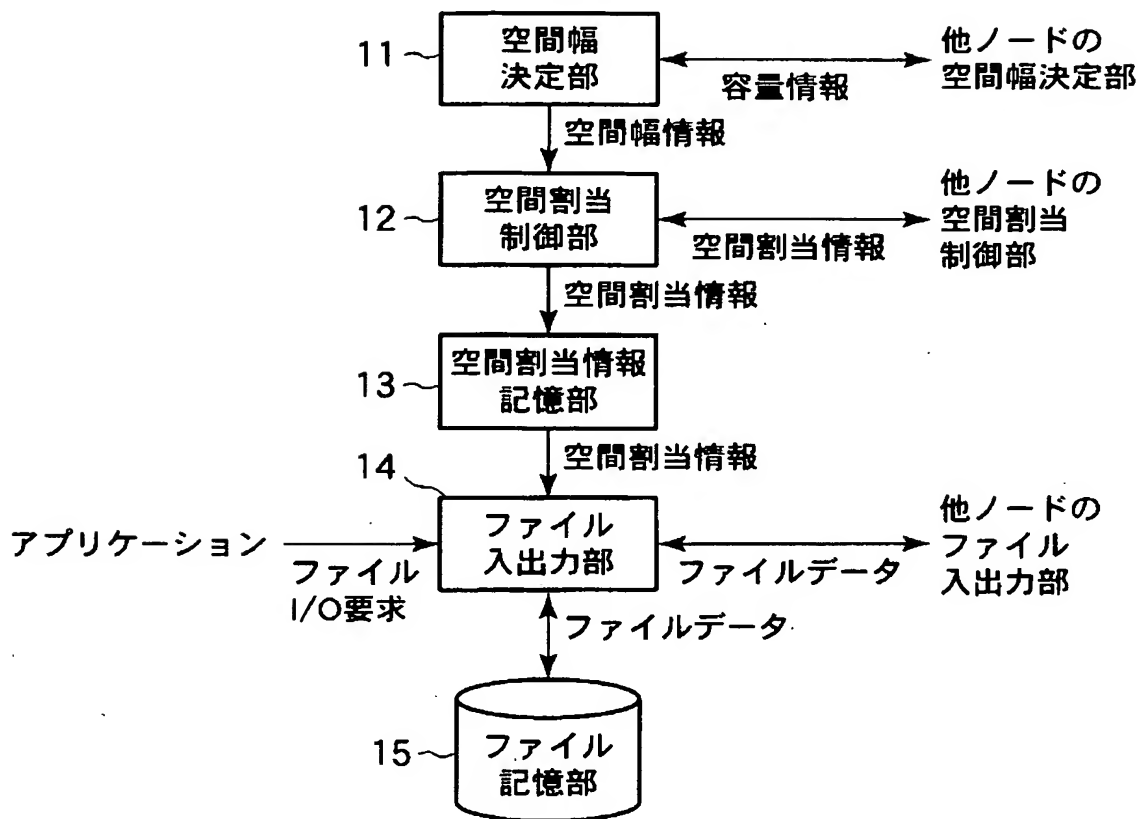 11
空間幅
決定部
容量情報
他ノードの
空間幅決定部
空間幅情報
12
空間割当
制御部
空間割当情報
他ノードの
空間割当
制御部
空間割当情報
13
空間割当情報
記憶部
空間割当情報
14
アプリケーション
ファイル
I/O要求
ファイル
入出力部
ファイルデータ
他ノードの
ファイル
入出力部
ファイルデータ
15
ファイル
記憶部